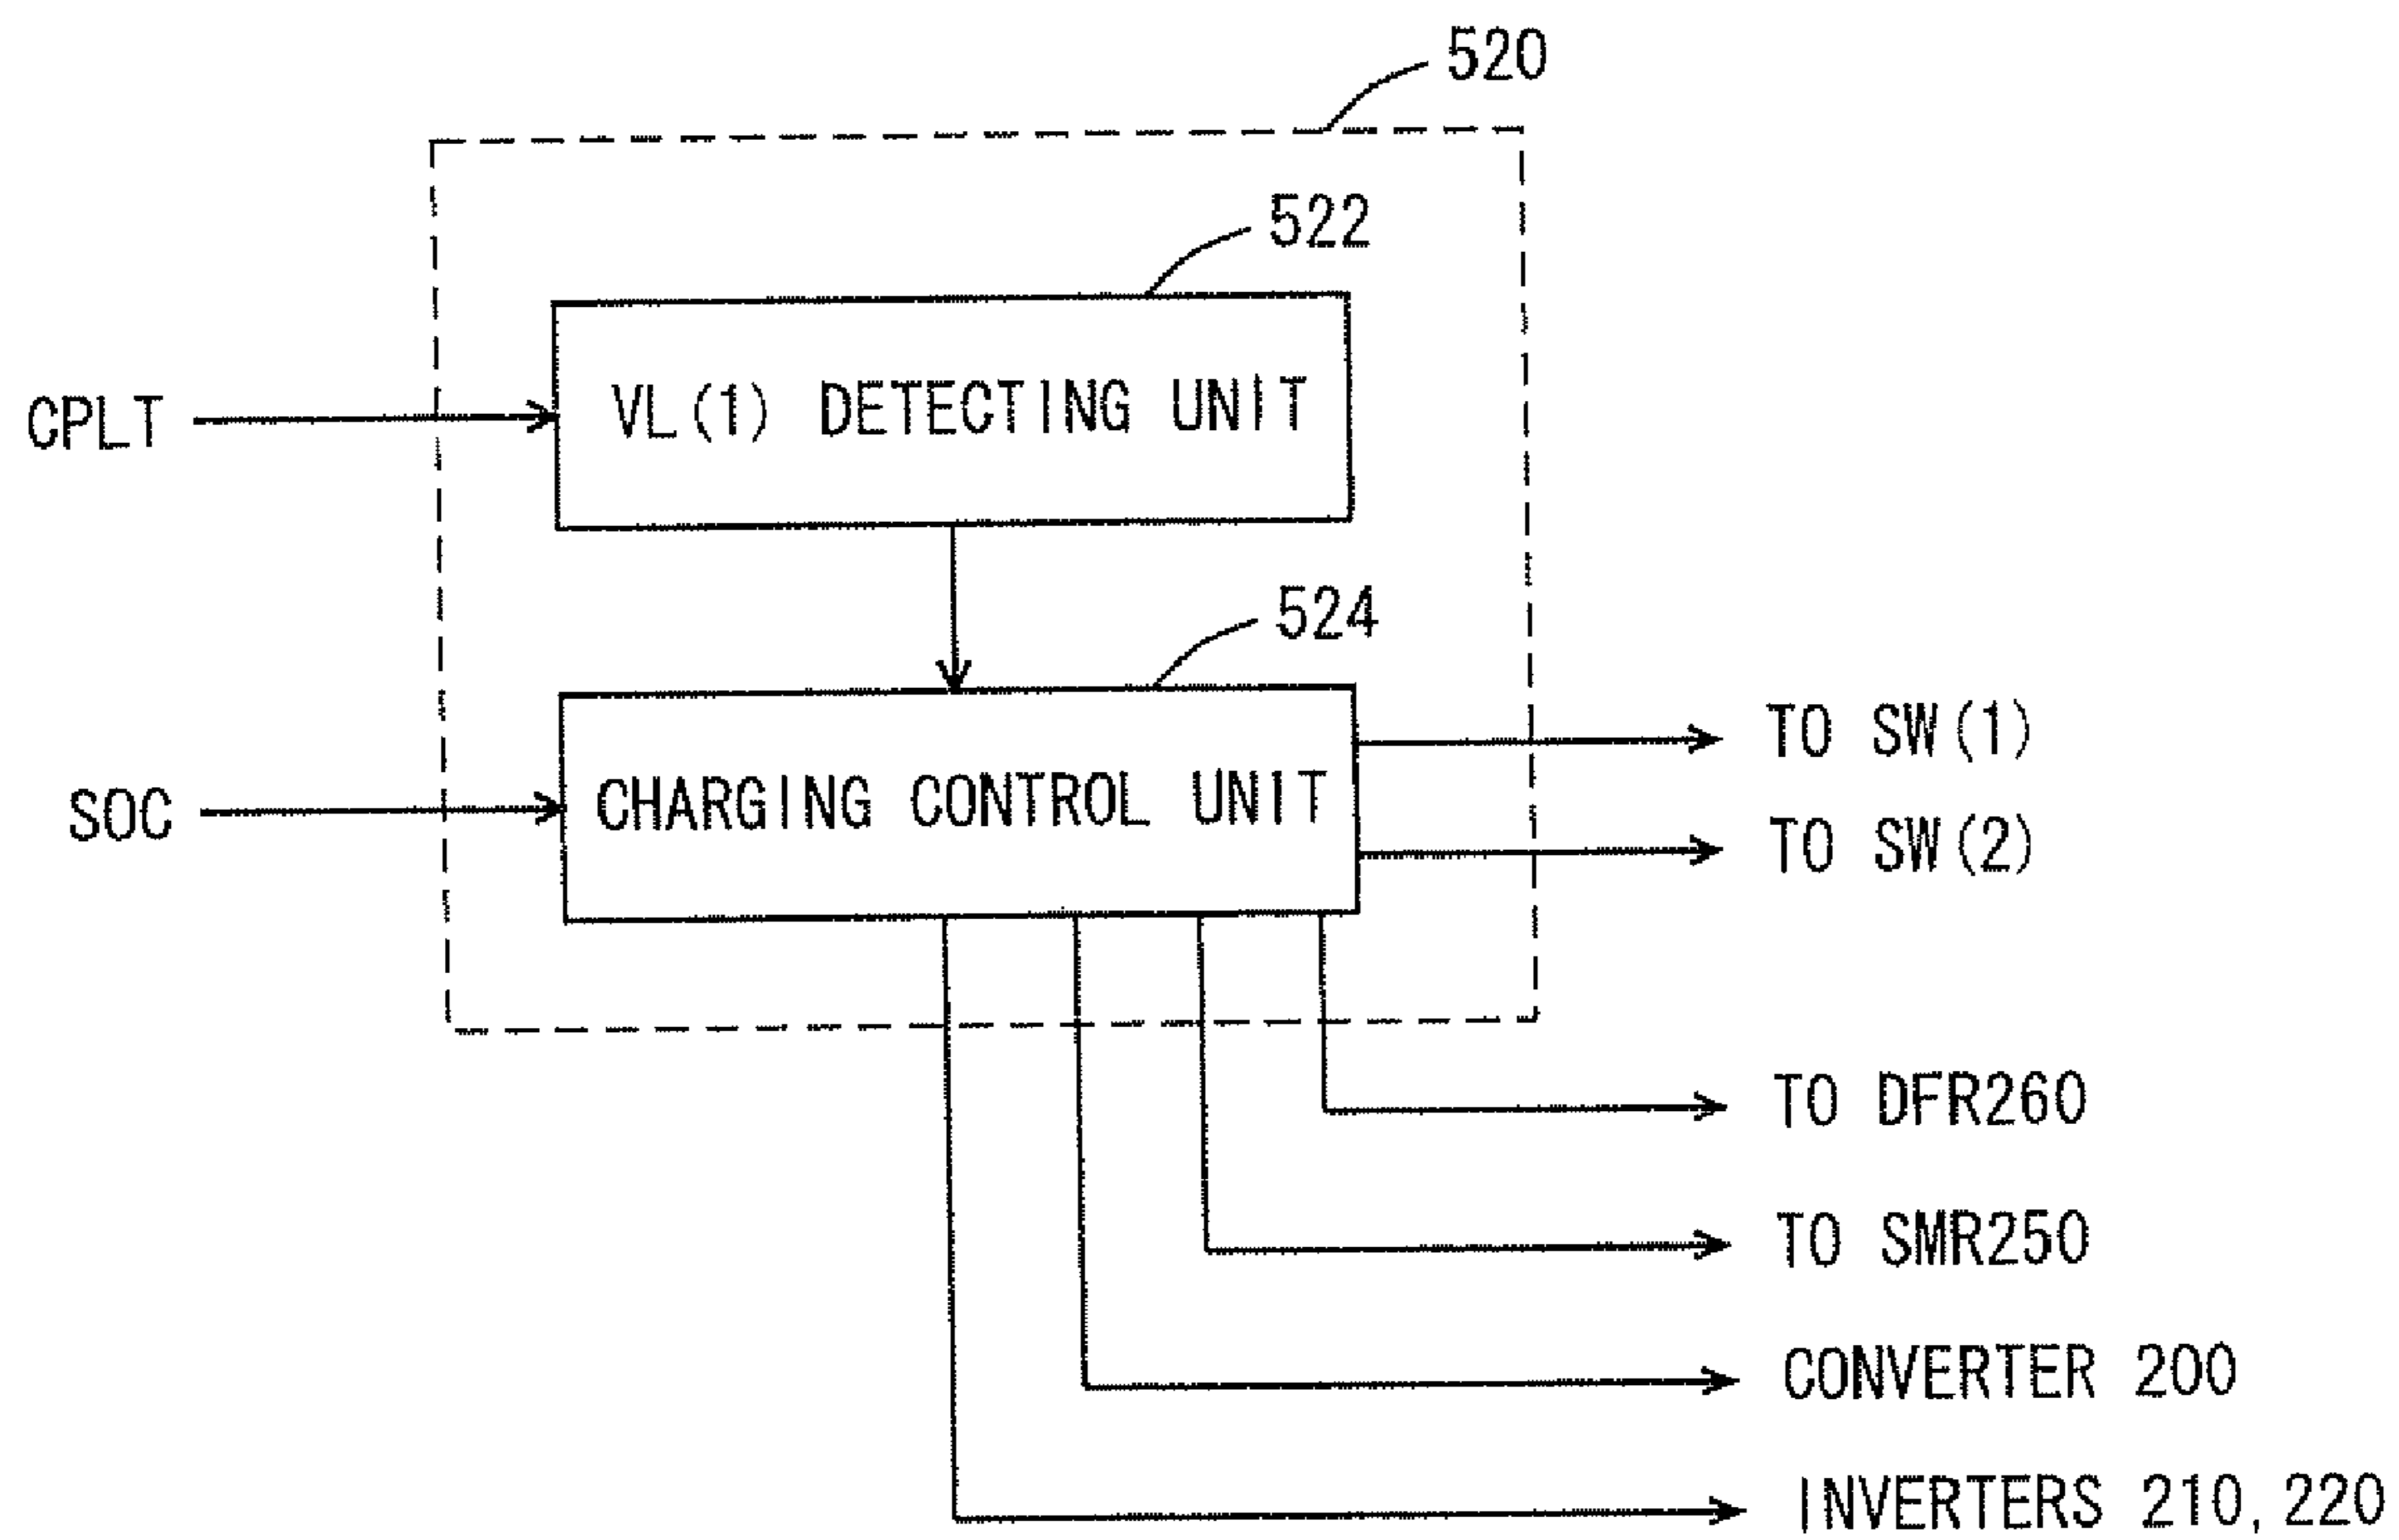 520
522
CPLT
VL(1) DETECTING UNIT
524
SOC
CHARGING CONTROL UNIT
TO SW(1)
TO SW(2)
TO DFR260
TO SMR250
CONVERTER 200
INVERTERS 210, 220